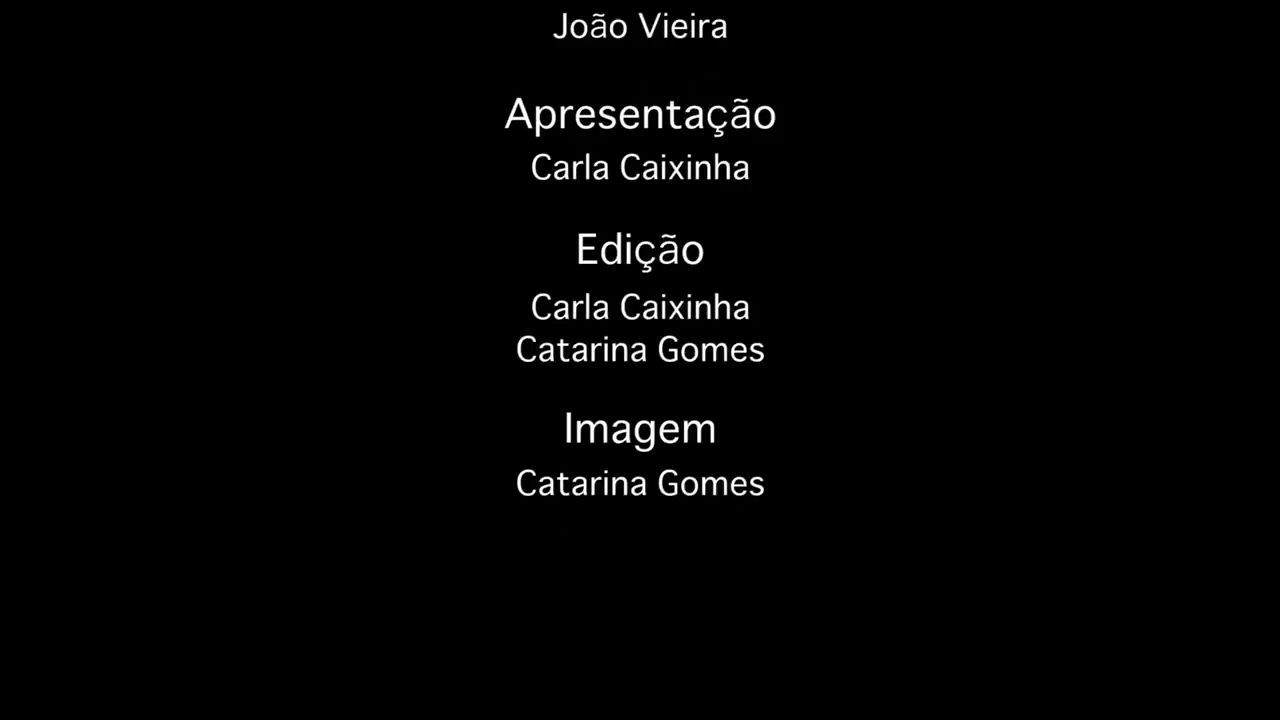 João Vieira
Apresentação
Carla Caixinha
Edição
Carla Caixinha
Catarina Gomes
Imagem
Catarina Gomes